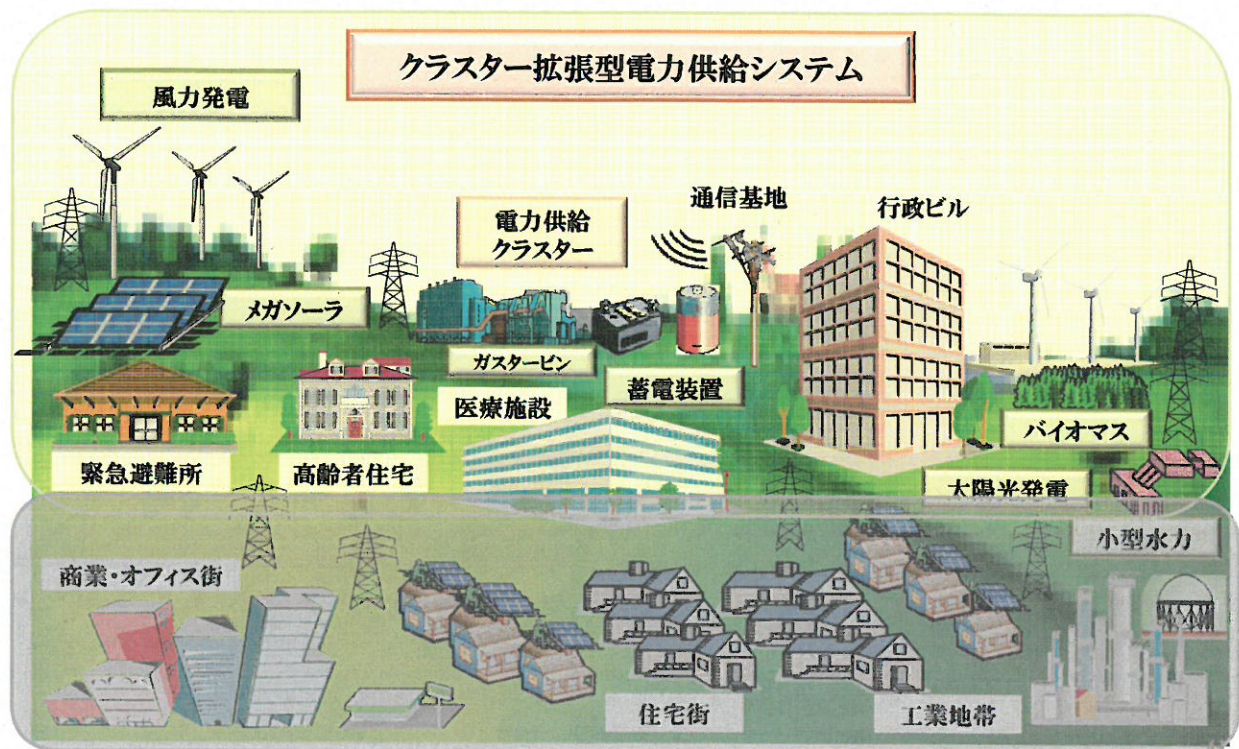 クラスター拡張型電力供給システム
風力発電
通信基地
行政ビル
電力供給
クラスター
メガソーラ
ガスタービン
蓄電装置
医療施設
バイオマス
緊急避難所
高齢者住宅
太陽光発電
小型水力
商業・オフィス街
住宅街
工業地帯